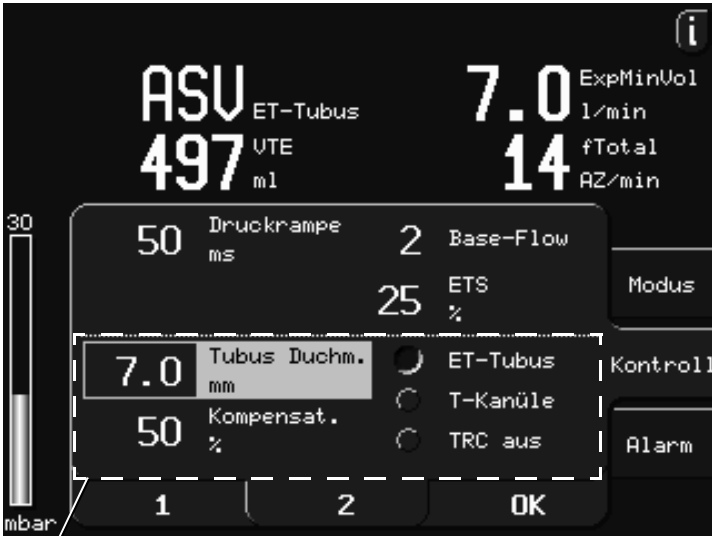 i
ASV ET-Tubus
7.0 ExpMinVol l/min
497 VTE ml
14 fTotal AZ/min
30
50 Druckrampe ms
2 Base-Flow
25 ETS %
Modus
7.0 Tubus Duchm. mm
ET-Tubus
Kontroll
T-Kanüle
50 Kompensat. %
TRC aus
Alarm
1
2
OK
mbar